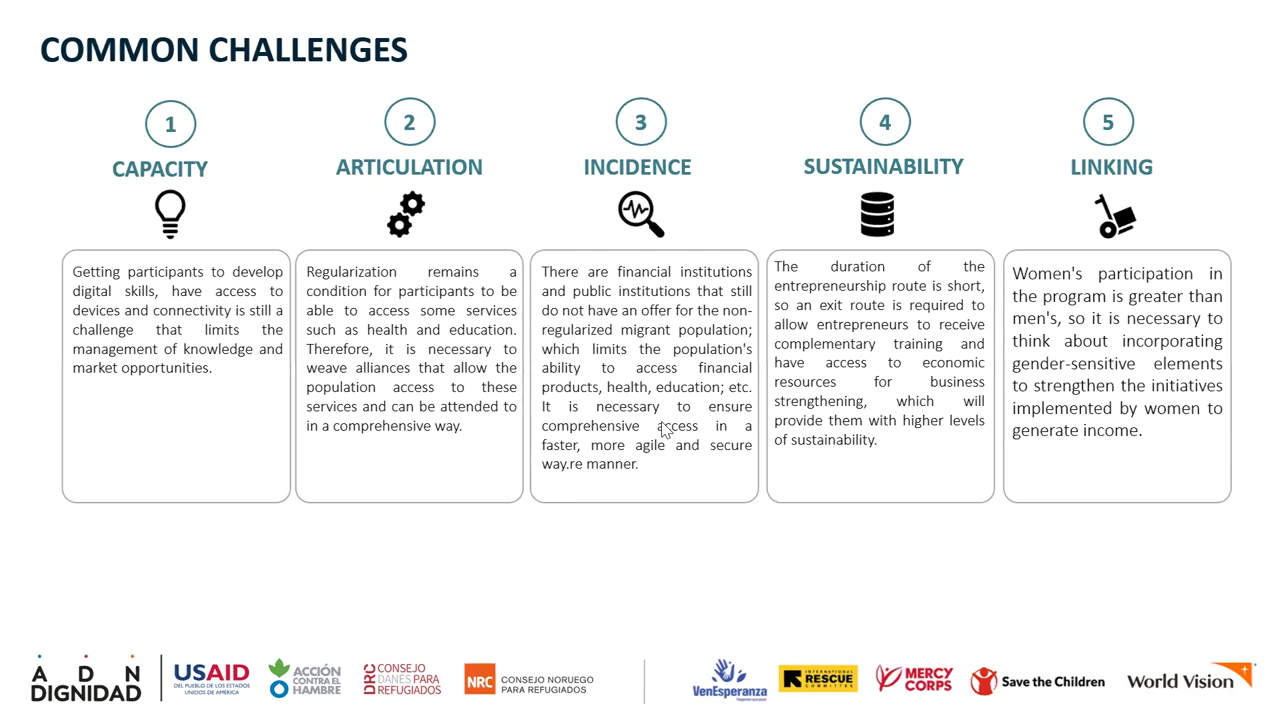 COMMON CHALLENGES
1
CAPACITY
Getting participants to develop
digital skills, have access to
devices and connectivity is still a
challenge that limits the
management of knowledge and
market opportunities.
2
ARTICULATION
Regularization remains a
condition for participants to be
able to access some services
such as health and education.
Therefore, it is necessary to
weave alliances that allow the
population access to these
services and can be attended to
in a comprehensive way.
3
INCIDENCE
There are financial institutions
and public institutions that still
do not have an offer for the non-
regularized migrant population;
which limits the population's
ability to access financial
products, health, education; etc.
It is necessary to ensure
comprehensive access in a
faster, more agile and secure
way.re manner.
4
SUSTAINABILITY
The duration of the
entrepreneurship route is short,
so an exit route is required to
allow entrepreneurs to receive
complementary training and
have access to economic
resources for business
strengthening, which will
provide them with higher levels
of sustainability.
5
LINKING
Women's participation in
the program is greater than
men's, so it is necessary to
think about incorporating
gender-sensitive elements
to strengthen the initiatives
implemented by women to
generate income.
ADN
DIGNIDAD
USAID
DEL PUEBLO DE LOS ESTADOS
UNIDOS DE AMÉRICA
ACCIÓN
CONTRA EL
HAMBRE
DRC
CONSEJO
DANÉS PARA
REFUGIADOS
NRC
CONSEJO NORUEGO
PARA REFUGIADOS
VenEsperanza
INTERNATIONAL
RESCUE
COMMITTEE
MERCY
CORPS
Save the Children
World Vision